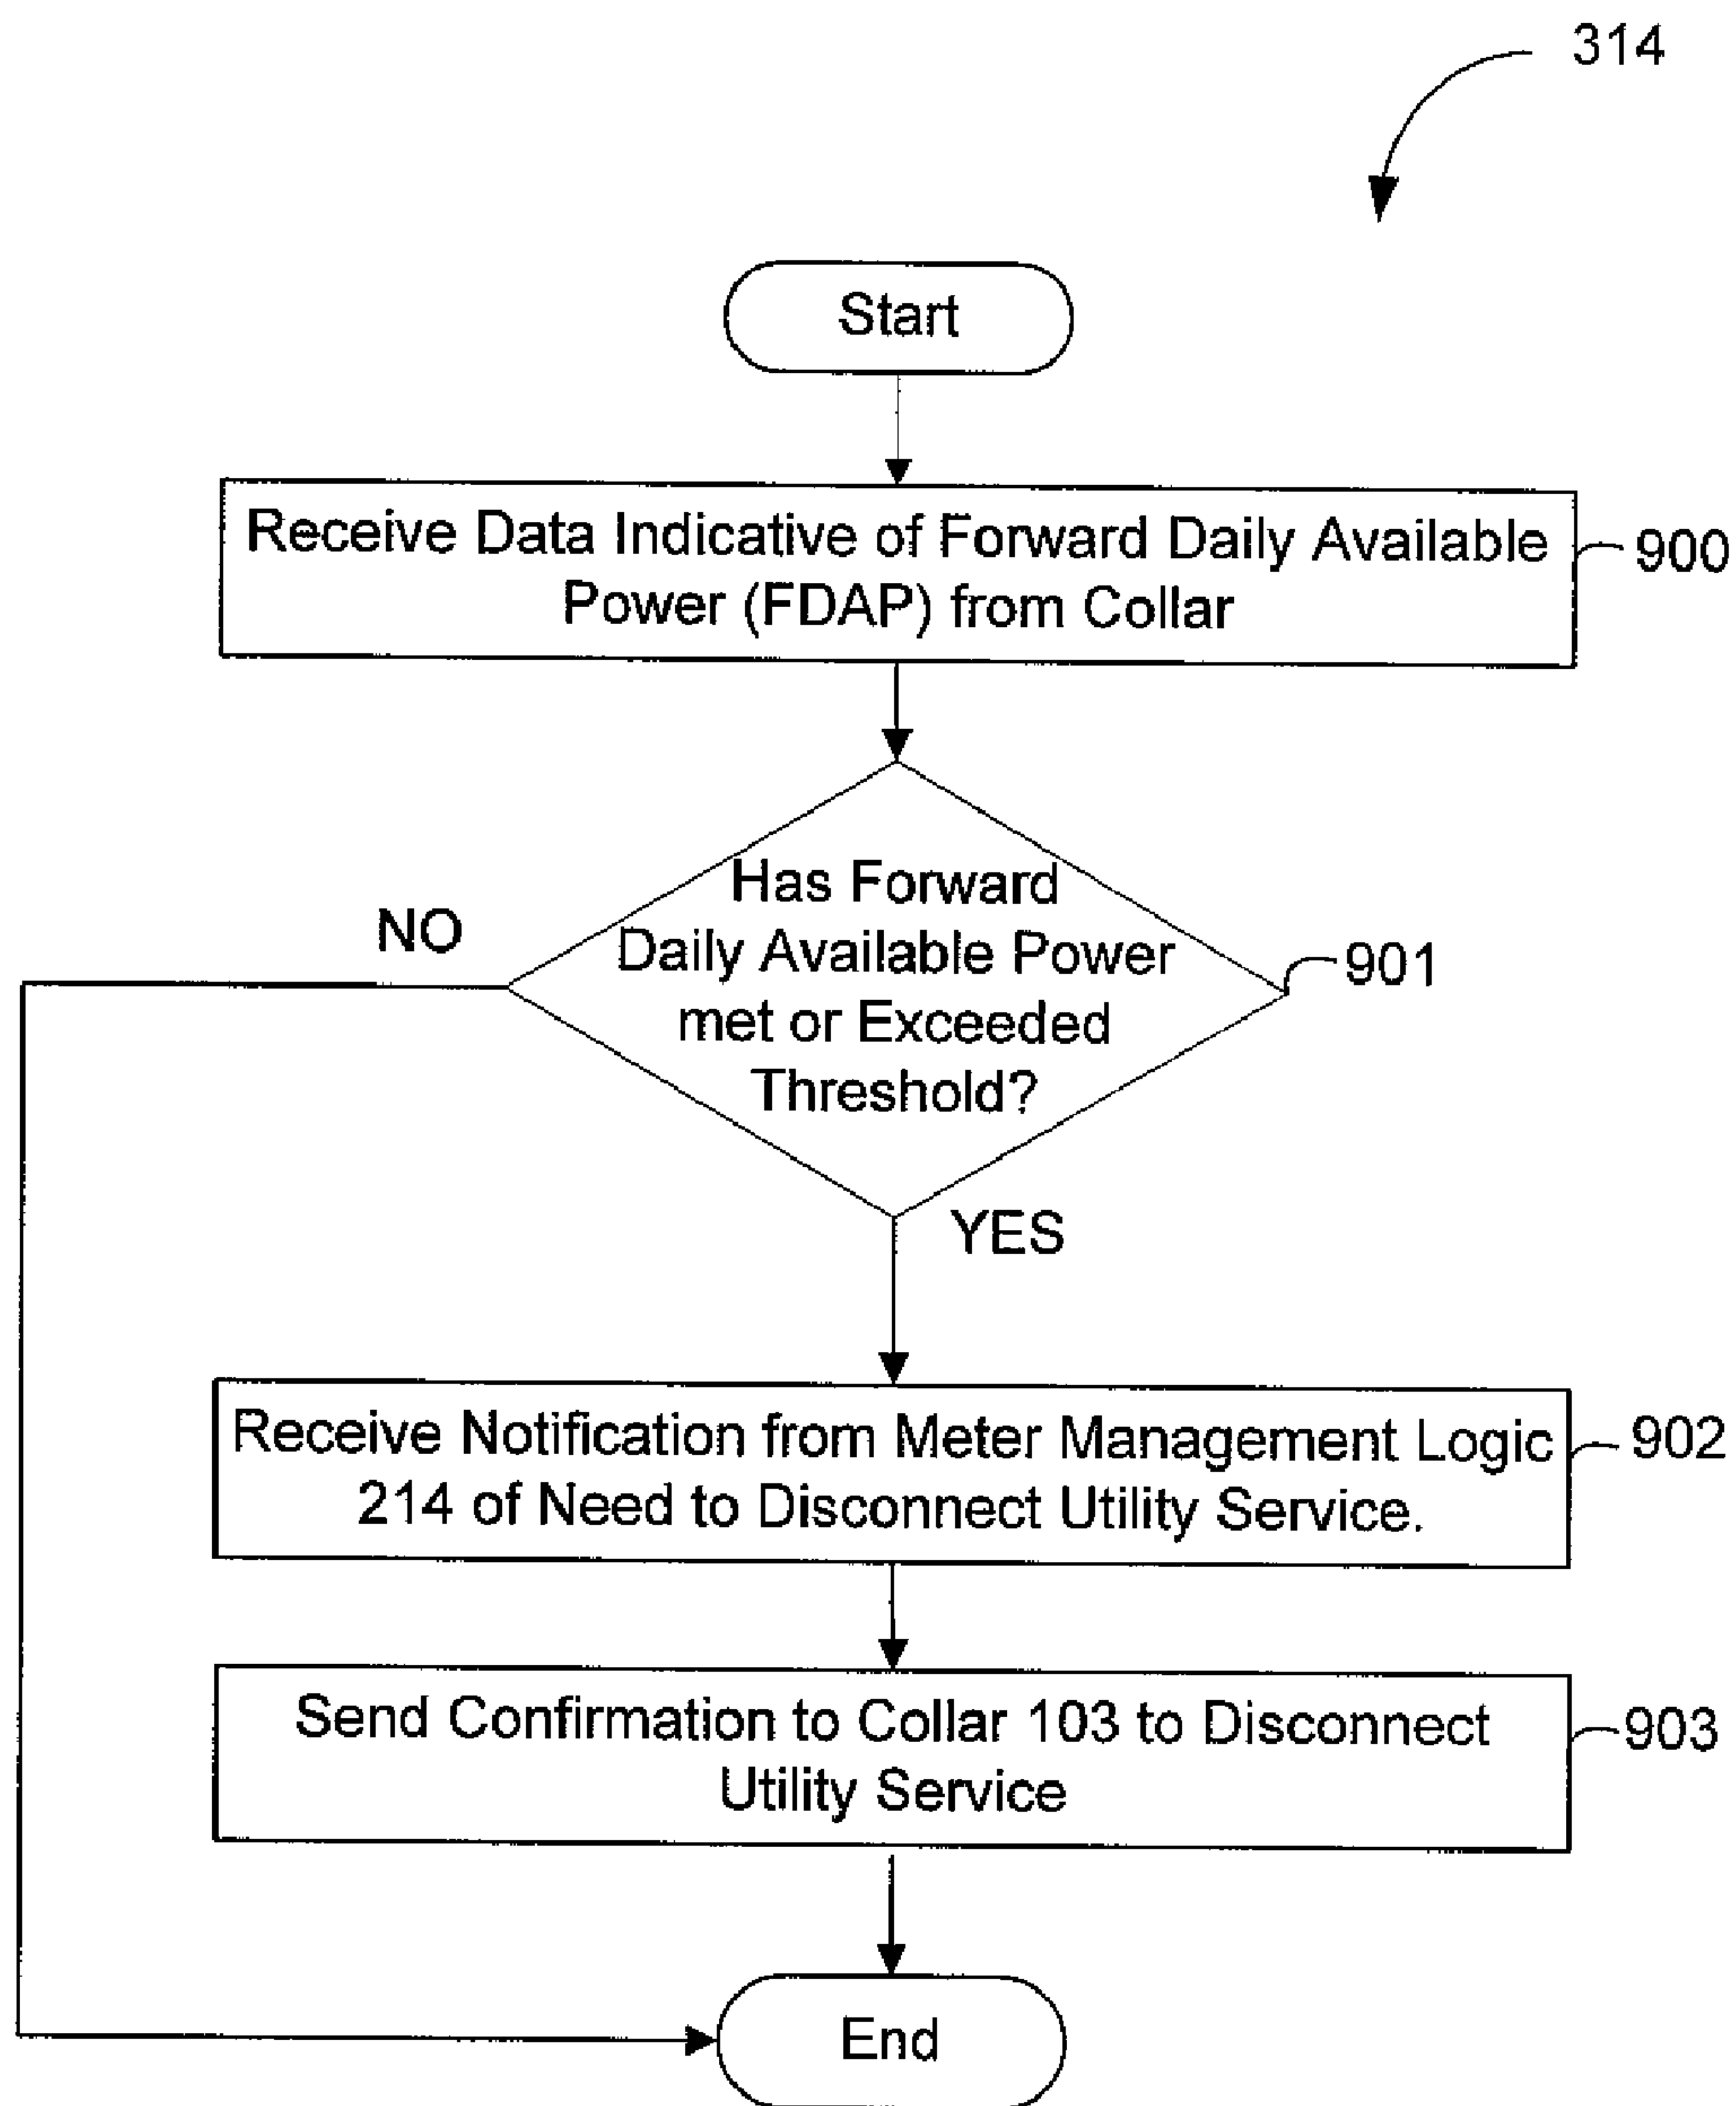 314
Start
Receive Data Indicative of Forward Daily Available
Power (FDAP) from Collar
900
Has Forward
Daily Available Power
met or Exceeded
Threshold?
901
NO
YES
Receive Notification from Meter Management Logic
214 of Need to Disconnect Utility Service.
902
Send Confirmation to Collar 103 to Disconnect
Utility Service
903
End